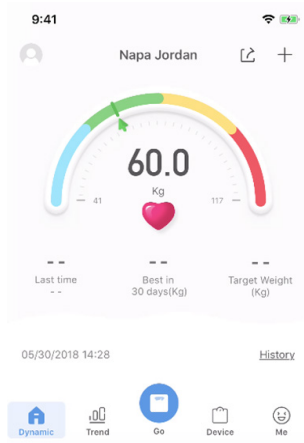 9:41
Napa Jordan
60.0
Kg
41
117
-- -- --
Last time Best in Target Weight
-- 30 days(Kg) (Kg)
05/30/2018 14:28 History
Dynamic Trend Go Device Me